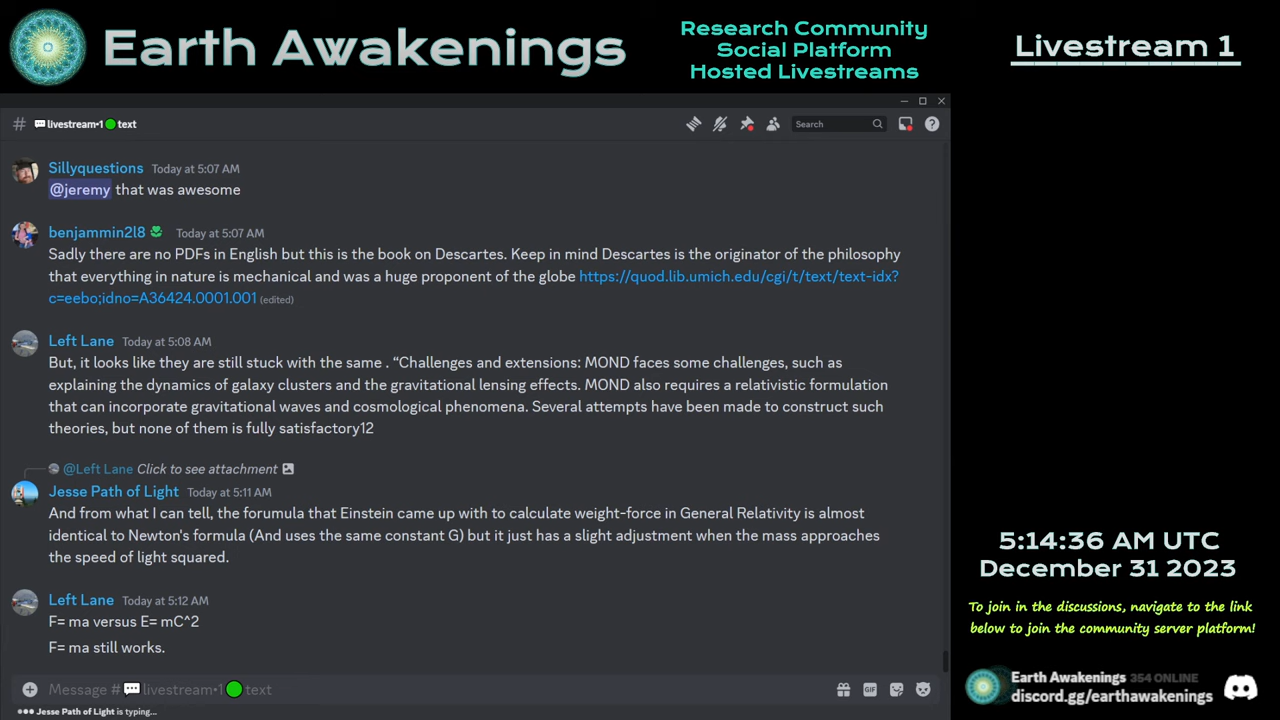 Earth Awakenings
Research Community
Social Platform
Hosted Livestreams
Livestream 1
# livestream•1 text
Search
Sillyquestions Today at 5:07 AM
@jeremy that was awesome
benjammin2l8 Today at 5:07 AM
Sadly there are no PDFs in English but this is the book on Descartes. Keep in mind Descartes is the originator of the philosophy
that everything in nature is mechanical and was a huge proponent of the globe https://quod.lib.umich.edu/cgi/t/text/text-idx?
c=eebo;idno=A36424.0001.001 (edited)
Left Lane Today at 5:08 AM
But, it looks like they are still stuck with the same . “Challenges and extensions: MOND faces some challenges, such as
explaining the dynamics of galaxy clusters and the gravitational lensing effects. MOND also requires a relativistic formulation
that can incorporate gravitational waves and cosmological phenomena. Several attempts have been made to construct such
theories, but none of them is fully satisfactory12
@Left Lane Click to see attachment
Jesse Path of Light Today at 5:11 AM
And from what I can tell, the forumula that Einstein came up with to calculate weight-force in General Relativity is almost
identical to Newton's formula (And uses the same constant G) but it just has a slight adjustment when the mass approaches
the speed of light squared.
Left Lane Today at 5:12 AM
F= ma versus E= mC^2
F= ma still works.
Message # livestream•1 text
GIF
Jesse Path of Light is typing...
5:14:36 AM UTC
December 31 2023
To join in the discussions, navigate to the link
below to join the community server platform!
Earth Awakenings 354 ONLINE
discord.gg/earthawakenings